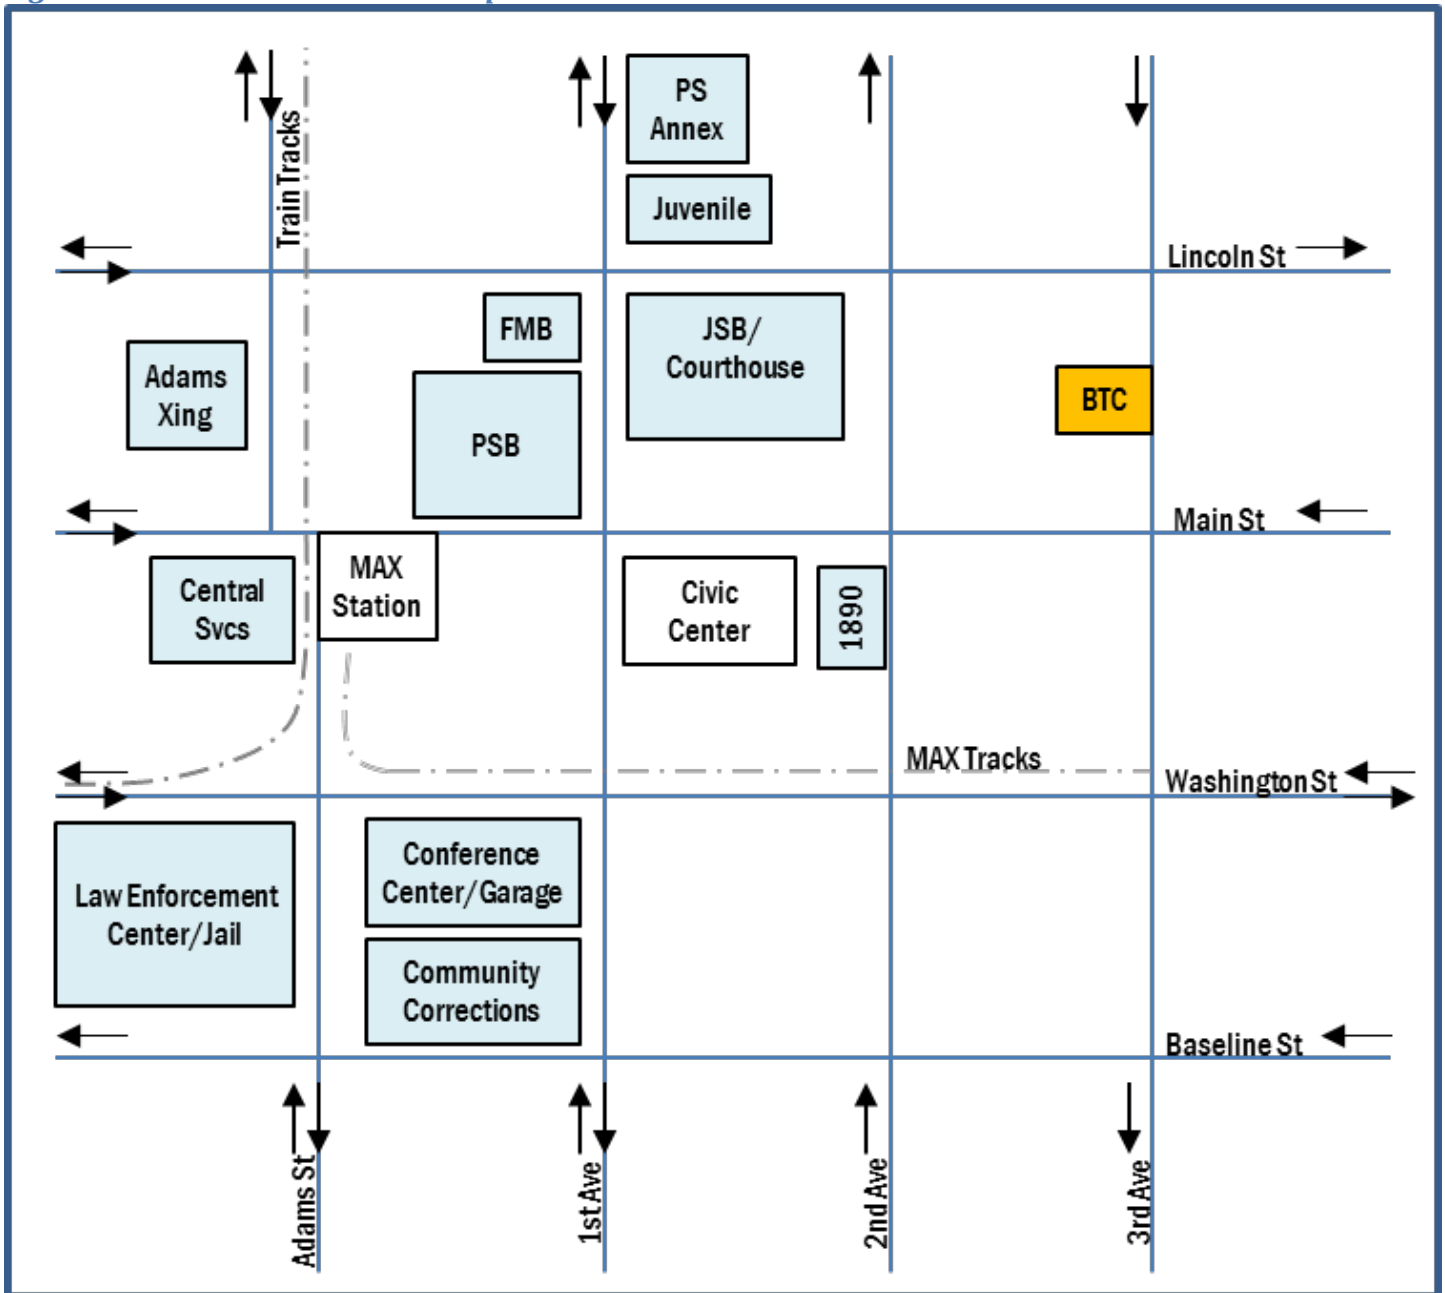 Train Tracks
PS
Annex
Juvenile
Lincoln St
FMB
JSB/
Courthouse
Adams
Xing
PSB
BTC
Main St
Central
Svcs
MAX
Station
Civic
Center
1890
MAX Tracks
Washington St
Conference
Center/Garage
Law Enforcement
Center/Jail
Community
Corrections
Baseline St
Adams St
1st Ave
2nd Ave
3rd Ave